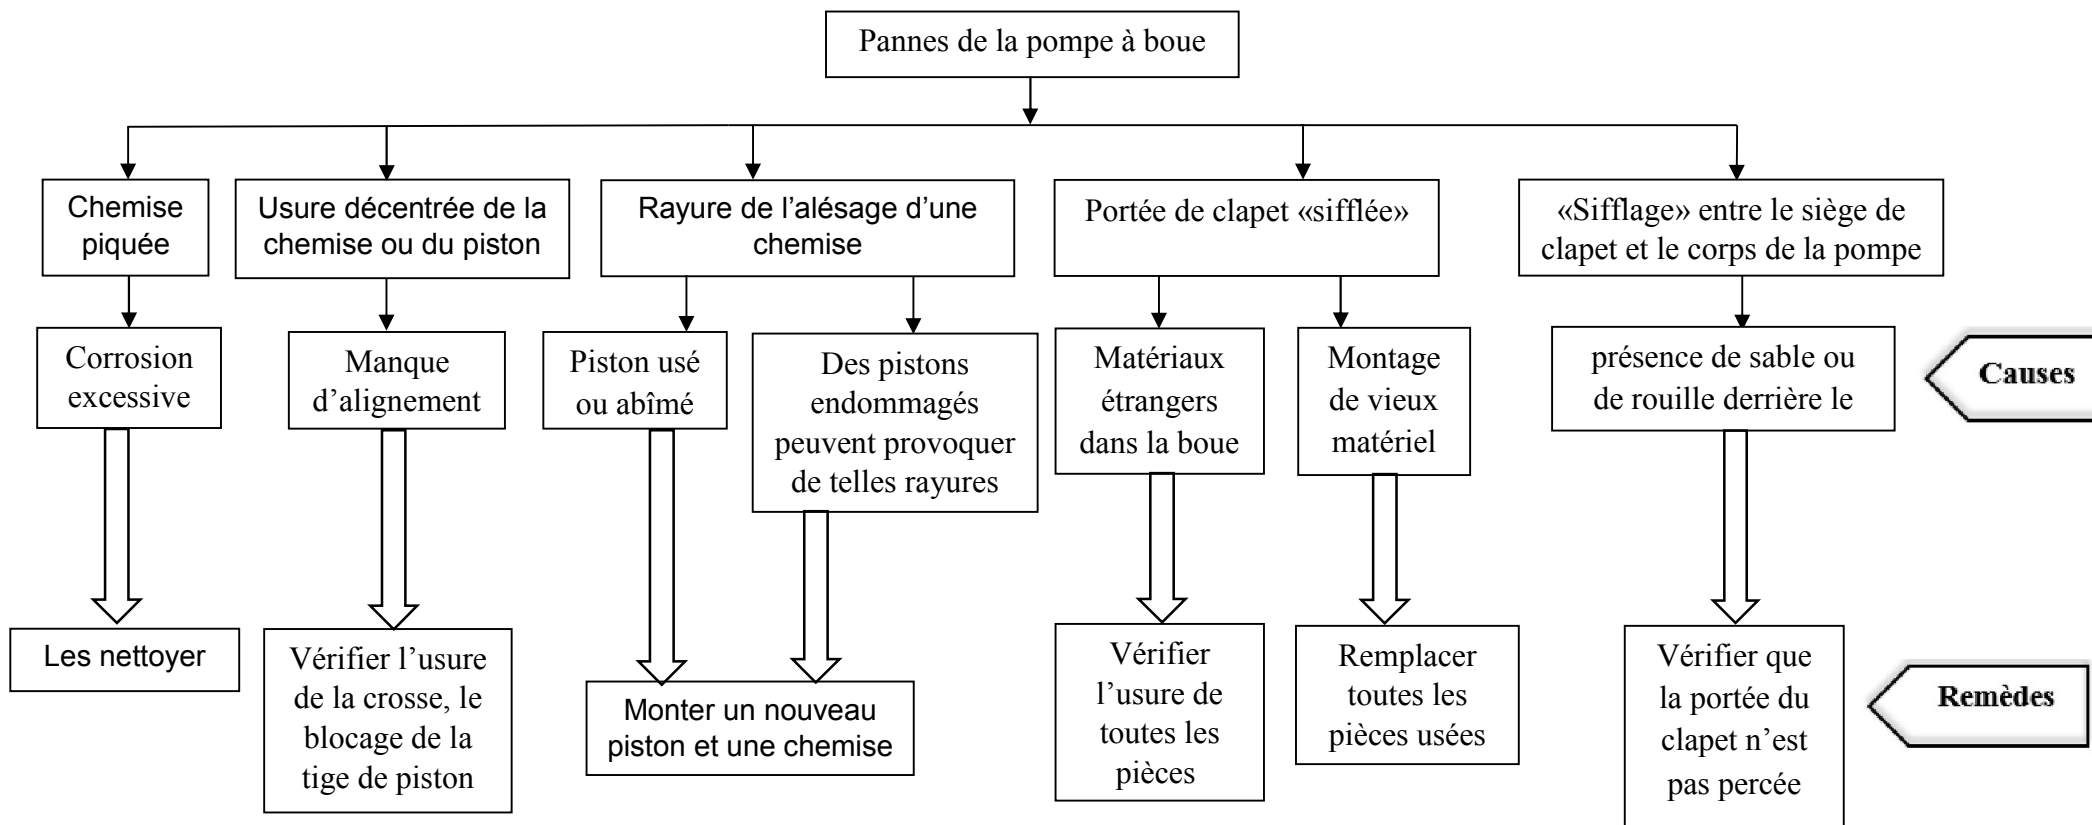 Pannes de la pompe à boue
Chemise
piquée
Usure décentrée de la
chemise ou du piston
Rayure de l’alésage d’une
chemise
Portée de clapet «sifflée»
«Sifflage» entre le siège de
clapet et le corps de la pompe
Corrosion
excessive
Manque
d’alignement
Piston usé
ou abîmé
Des pistons
endommagés
peuvent provoquer
de telles rayures
Matériaux
étrangers
dans la boue
Montage
de vieux
matériel
présence de sable ou
de rouille derrière le
Causes
Les nettoyer
Vérifier l’usure
de la crosse, le
blocage de la
tige de piston
Monter un nouveau
piston et une chemise
Vérifier
l’usure de
toutes les
pièces
Remplacer
toutes les
pièces usées
Vérifier que
la portée du
clapet n’est
pas percée
Remèdes